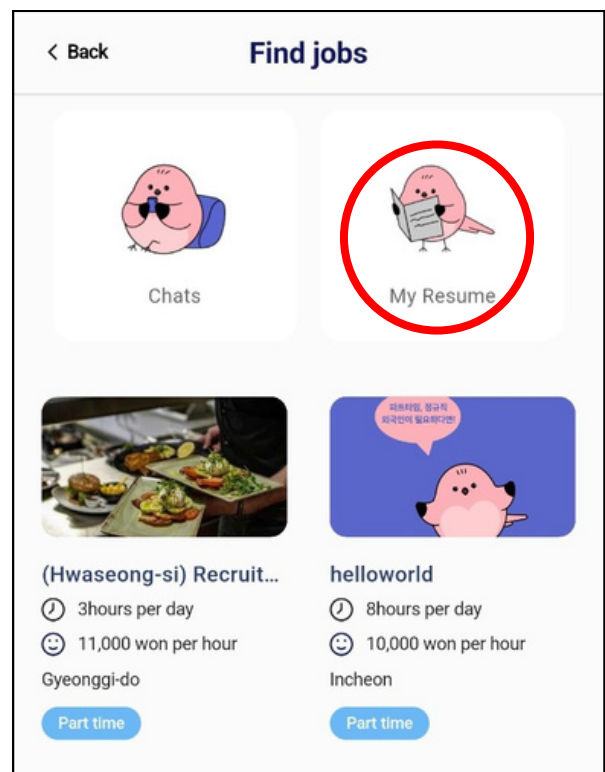 < Back
Find jobs
Chats
My Resume
파트타임, 정규직
외국인이 필요하다면!
(Hwaseong-si) Recruit...
3hours per day
11,000 won per hour
Gyeonggi-do
Part time
helloworld
8hours per day
10,000 won per hour
Incheon
Part time